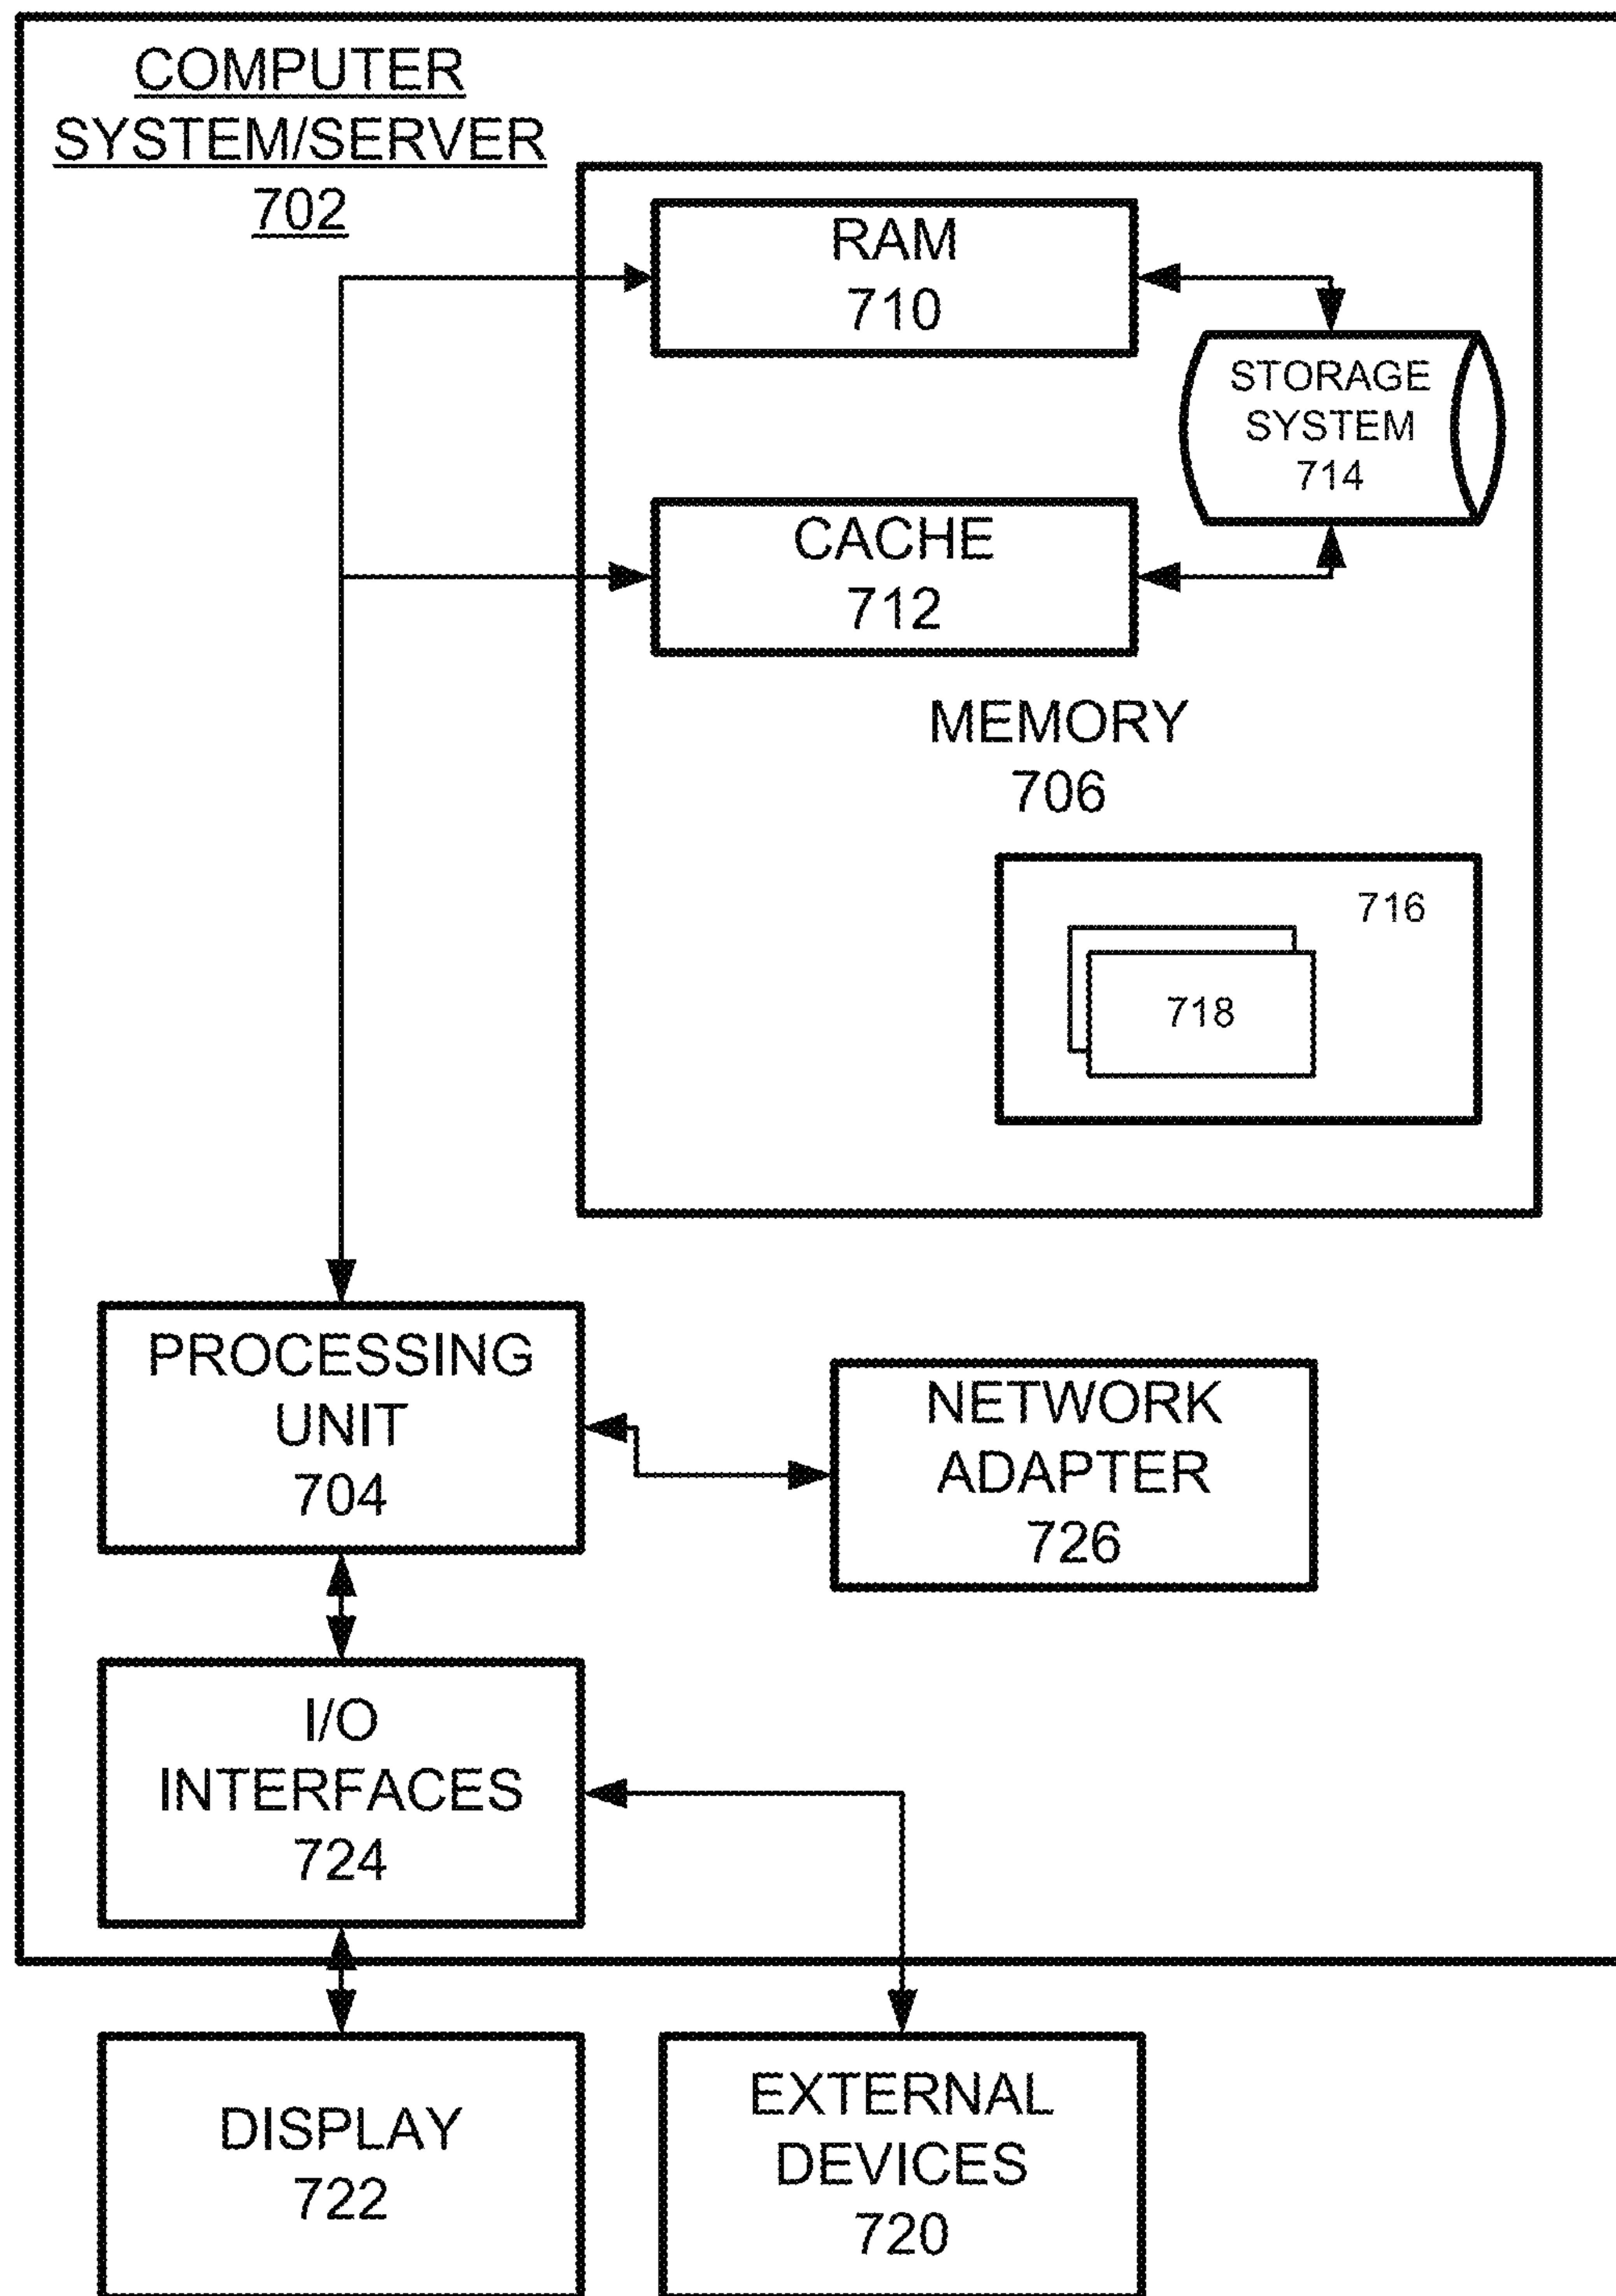 COMPUTER
SYSTEM/SERVER
702
RAM
710
STORAGE
SYSTEM
714
CACHE
712
MEMORY
706
716
718
PROCESSING
UNIT
704
NETWORK
ADAPTER
726
I/O
INTERFACES
724
DISPLAY
722
EXTERNAL
DEVICES
720